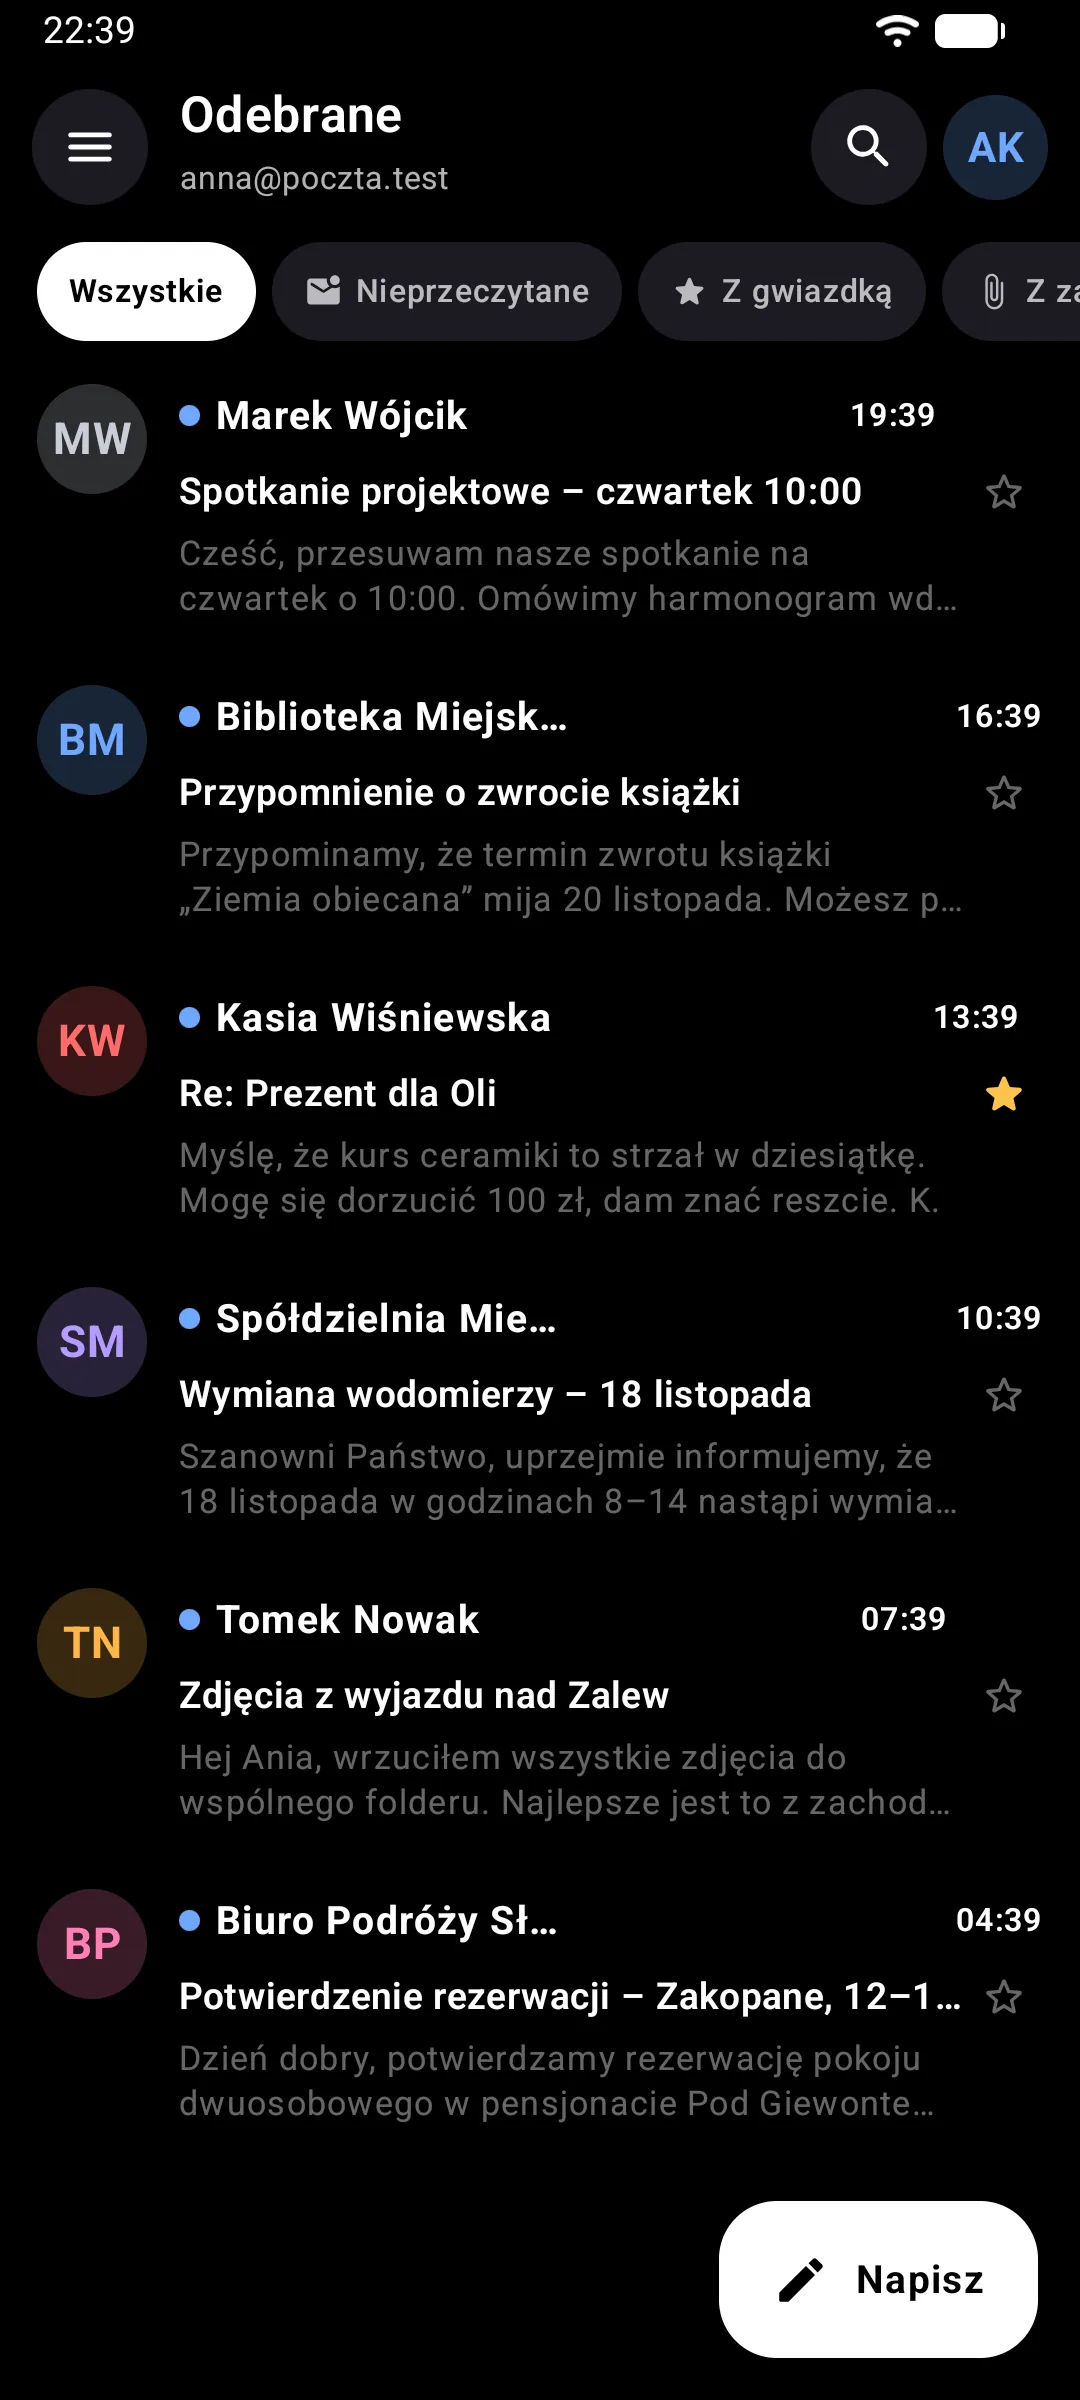 22:39
Odebrane
anna@poczta.test
AK
Wszystkie
Nieprzeczytane
Z gwiazdką
Z za
MW
Marek Wójcik
19:39
Spotkanie projektowe – czwartek 10:00
Cześć, przesuwam nasze spotkanie na
czwartek o 10:00. Omówimy harmonogram wd…
BM
Biblioteka Miejsk…
16:39
Przypomnienie o zwrocie książki
Przypominamy, że termin zwrotu książki
„Ziemia obiecana” mija 20 listopada. Możesz p…
KW
Kasia Wiśniewska
13:39
Re: Prezent dla Oli
Myślę, że kurs ceramiki to strzał w dziesiątkę.
Mogę się dorzucić 100 zł, dam znać reszcie. K.
SM
Spółdzielnia Mie…
10:39
Wymiana wodomierzy – 18 listopada
Szanowni Państwo, uprzejmie informujemy, że
18 listopada w godzinach 8–14 nastąpi wymia…
TN
Tomek Nowak
07:39
Zdjęcia z wyjazdu nad Zalew
Hej Ania, wrzuciłem wszystkie zdjęcia do
wspólnego folderu. Najlepsze jest to z zachod…
BP
Biuro Podróży Sł…
04:39
Potwierdzenie rezerwacji – Zakopane, 12–1…
Dzień dobry, potwierdzamy rezerwację pokoju
dwuosobowego w pensjonacie Pod Giewonte…
Napisz